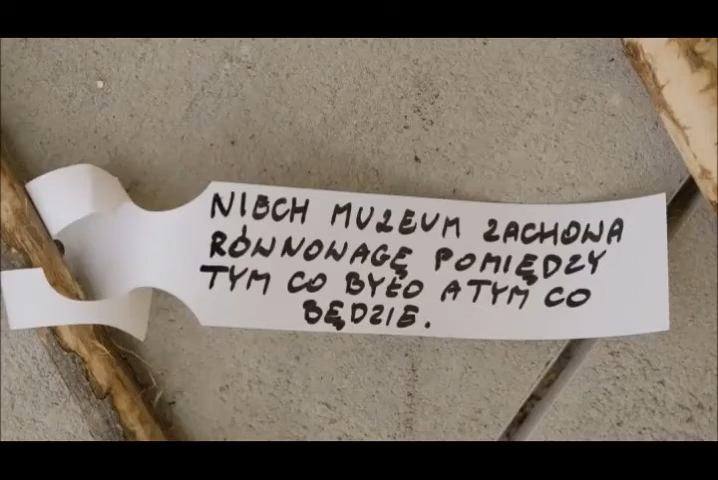 NIECH MUZEUM ZACHOWA
RÓWNOWAGĘ POMIĘDZY
TYM CO BYŁO A TYM CO
BĘDZIE.